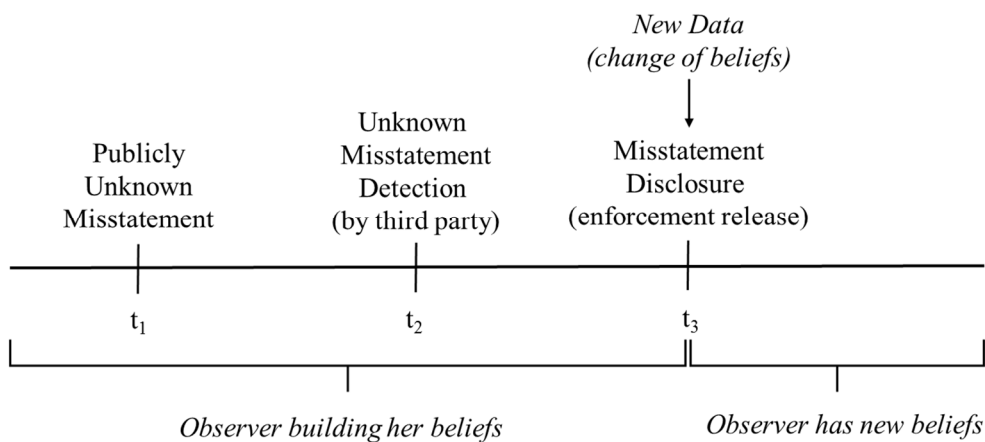 New Data
(change of beliefs)
Publicly
Unknown
Misstatement
Unknown
Misstatement
Detection
(by third party)
Misstatement
Disclosure
(enforcement release)
t1
t2
t3
Observer building her beliefs
Observer has new beliefs